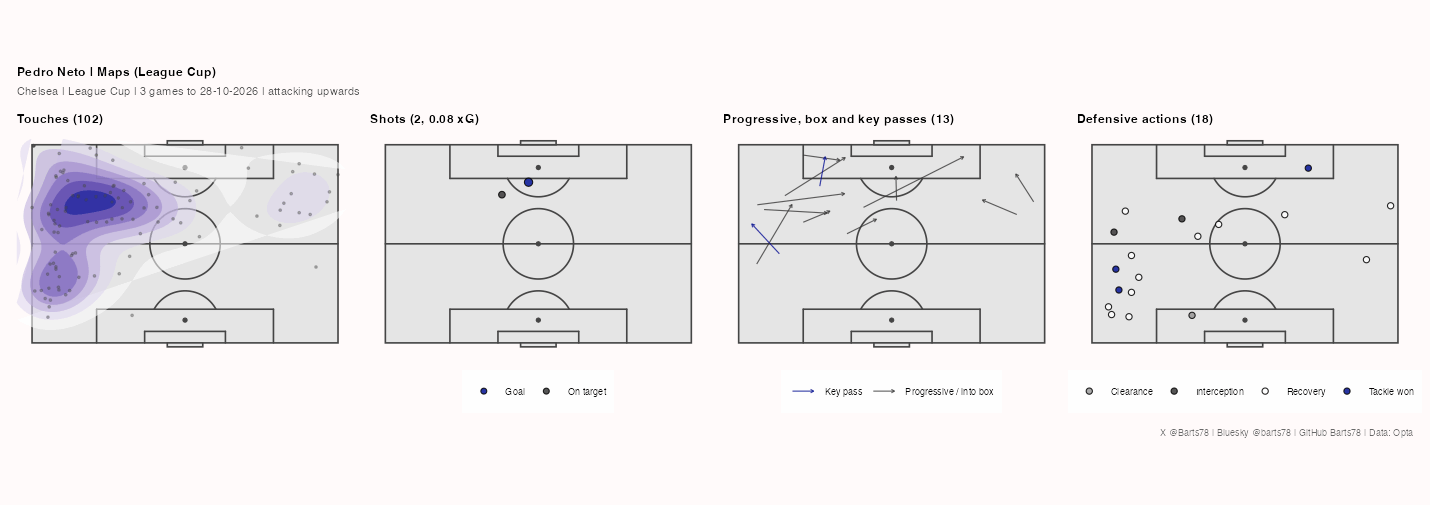 Pedro Neto | Maps (League Cup)
Chelsea | League Cup | 3 games to 28-10-2026 | attacking upwards
Touches (102)
Shots (2, 0.08 xG)
Progressive, box and key passes (13)
Defensive actions (18)
Goal
On target
Key pass
Progressive / into box
Clearance
Interception
Recovery
Tackle won
X @Barts78 | Bluesky @barts78 | GitHub Barts78 | Data: Opta